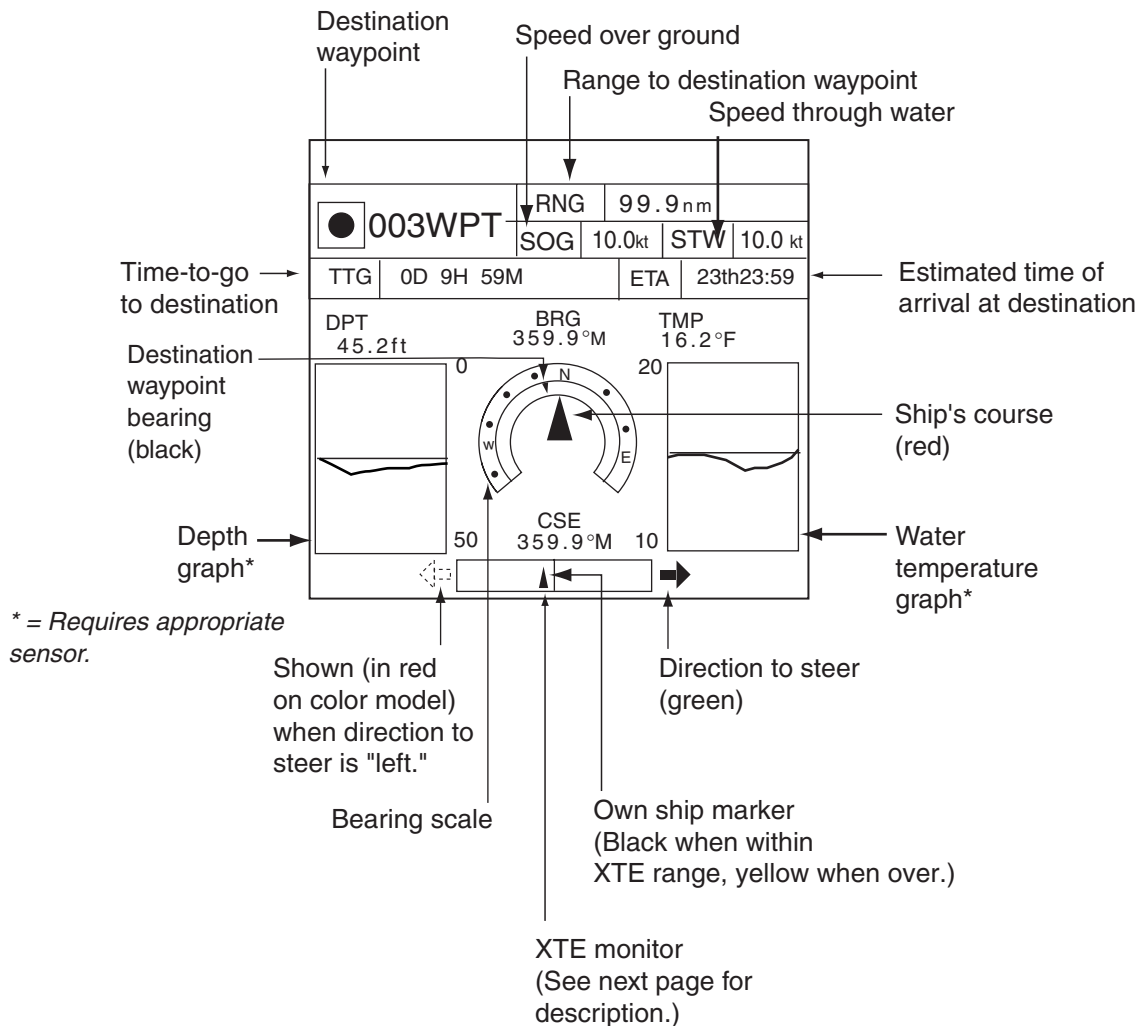 Destination
waypoint
Speed over ground
Range to destination waypoint
Speed through water
RNG 99.9nm
003WPT
SOG 10.0kt STW 10.0 kt
Time-to-go
to destination
TTG 0D 9H 59M ETA 23th23:59
Estimated time of
arrival at destination
DPT
45.2ft
BRG
359.9°M
TMP
16.2°F
Destination
waypoint
bearing
(black)
0
20
N
W
E
Ship's course
(red)
Depth
graph*
50
CSE
359.9°M
10
Water
temperature
graph*
* = Requires appropriate
sensor.
Shown (in red
on color model)
when direction to
steer is "left."
Direction to steer
(green)
Bearing scale
Own ship marker
(Black when within
XTE range, yellow when over.)
XTE monitor
(See next page for
description.)